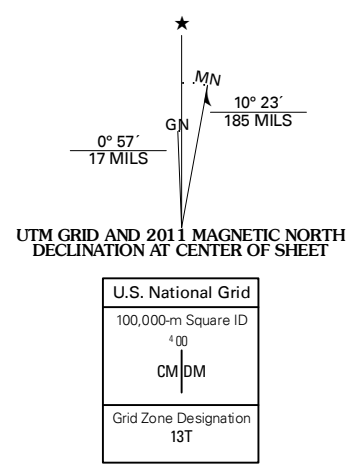 ★
MN
GN
10° 23´
185 MILS
0° 57´
17 MILS
UTM GRID AND 2011 MAGNETIC NORTH
DECLINATION AT CENTER OF SHEET
U.S. National Grid
100,000-m Square ID
4 00
CM DM
Grid Zone Designation
13T